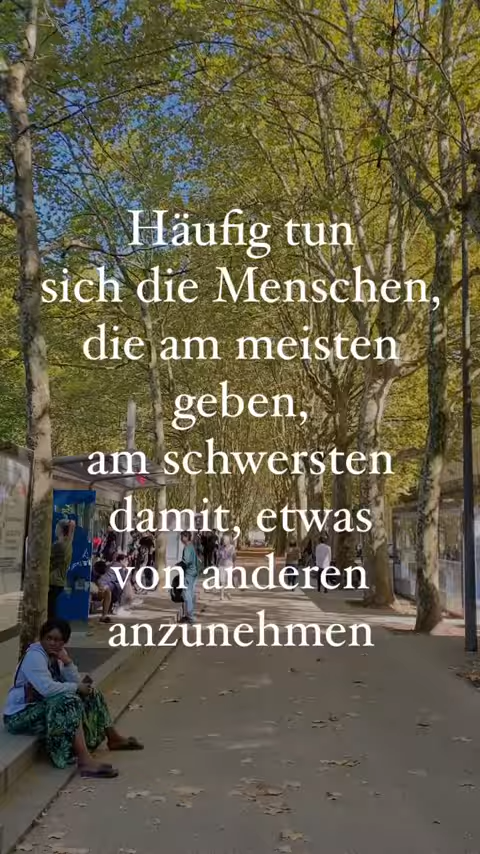 Häufig tun
sich die Menschen,
die am meisten
geben,
am schwersten
damit, etwas
von anderen
anzunehmen